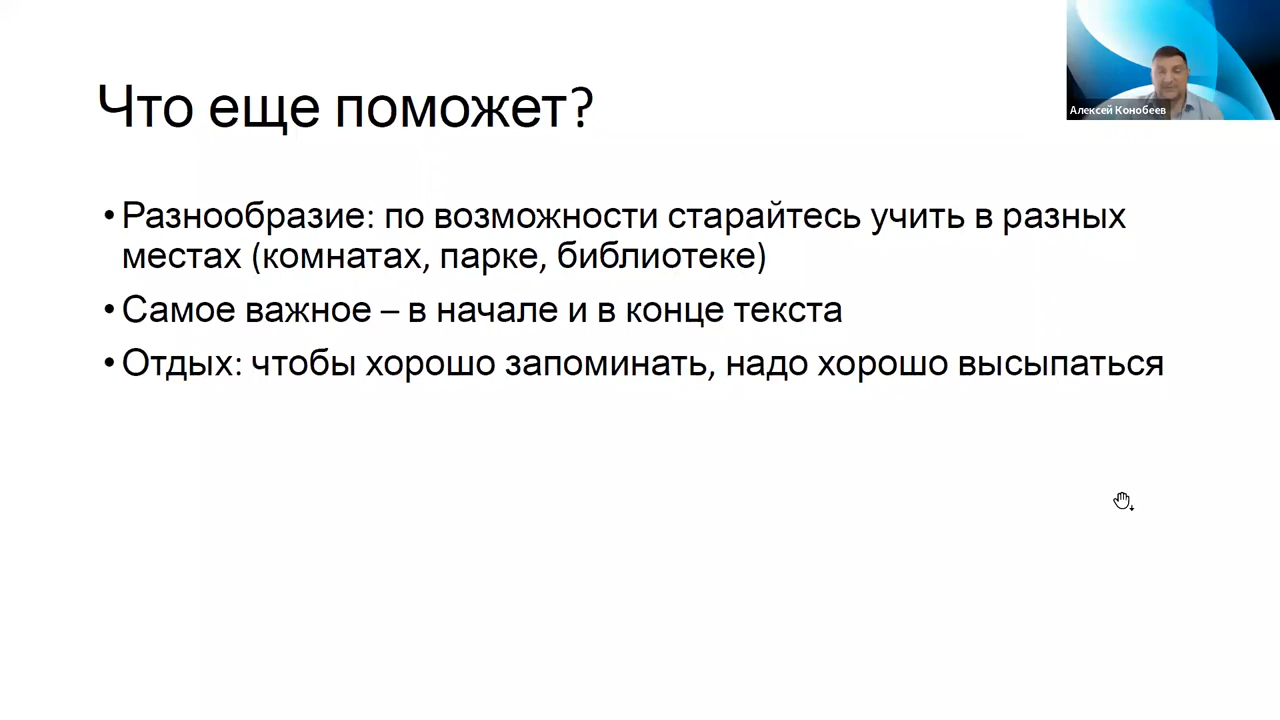 Что еще поможет?
Алексей Конобеев
• Разнообразие: по возможности старайтесь учить в разных
местах (комнатах, парке, библиотеке)
• Самое важное – в начале и в конце текста
• Отдых: чтобы хорошо запоминать, надо хорошо высыпаться